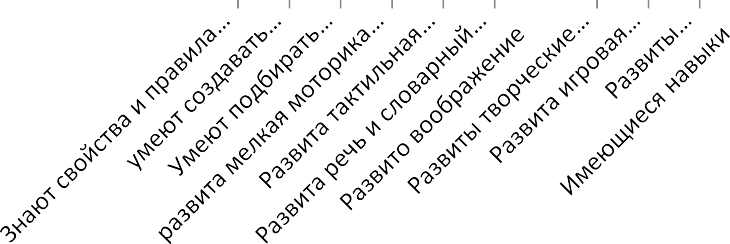 Знают свойства и правила...
умеют создавать...
Умеют подбирать...
развита мелкая моторика...
Развита тактильная...
Развита речь и словарный...
Развито воображение
Развиты творческие...
Развита игровая...
Развиты...
Имеющиеся навыки